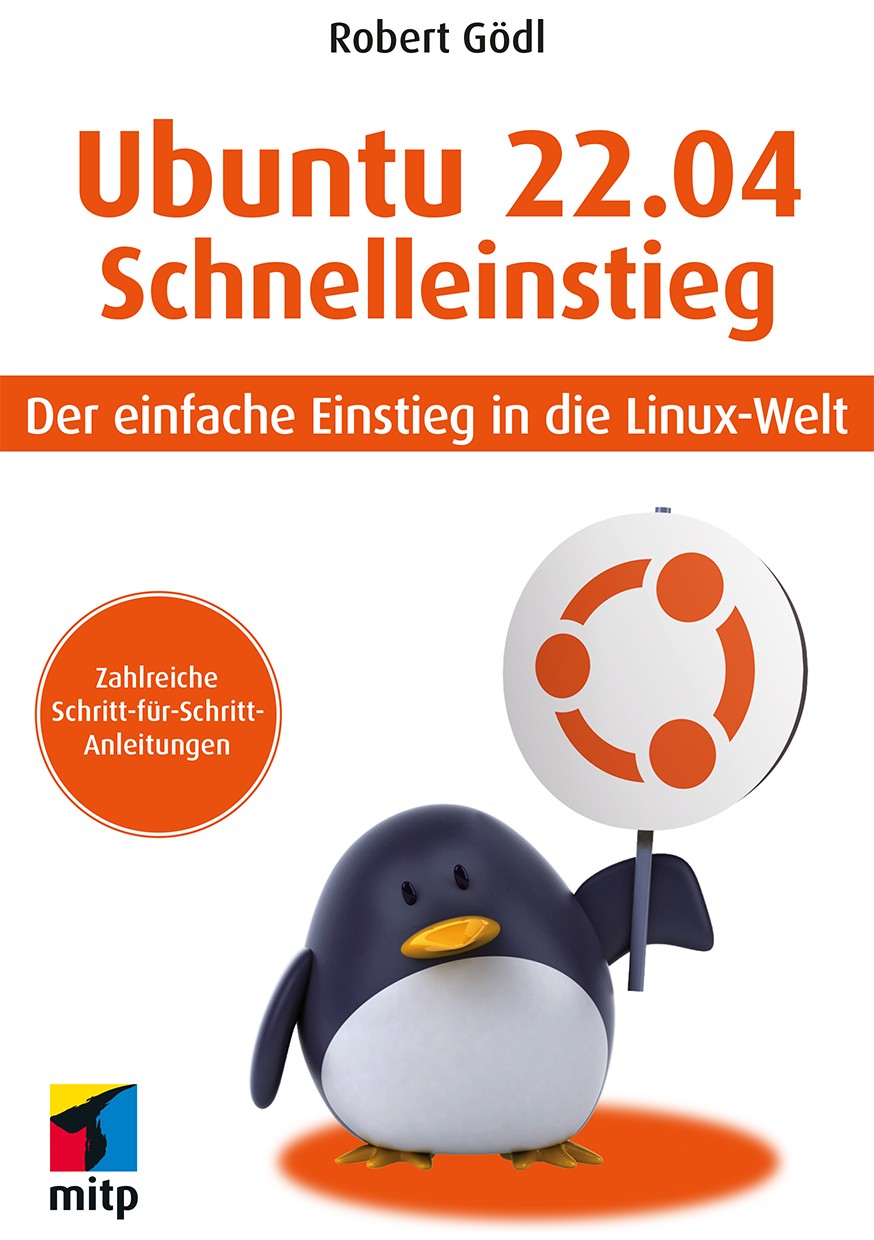 Robert Gödl
Ubuntu 22.04
Schnelleinstieg
Der einfache Einstieg in die Linux-Welt
Zahlreiche
Schritt-für-Schritt-
Anleitungen
mitp